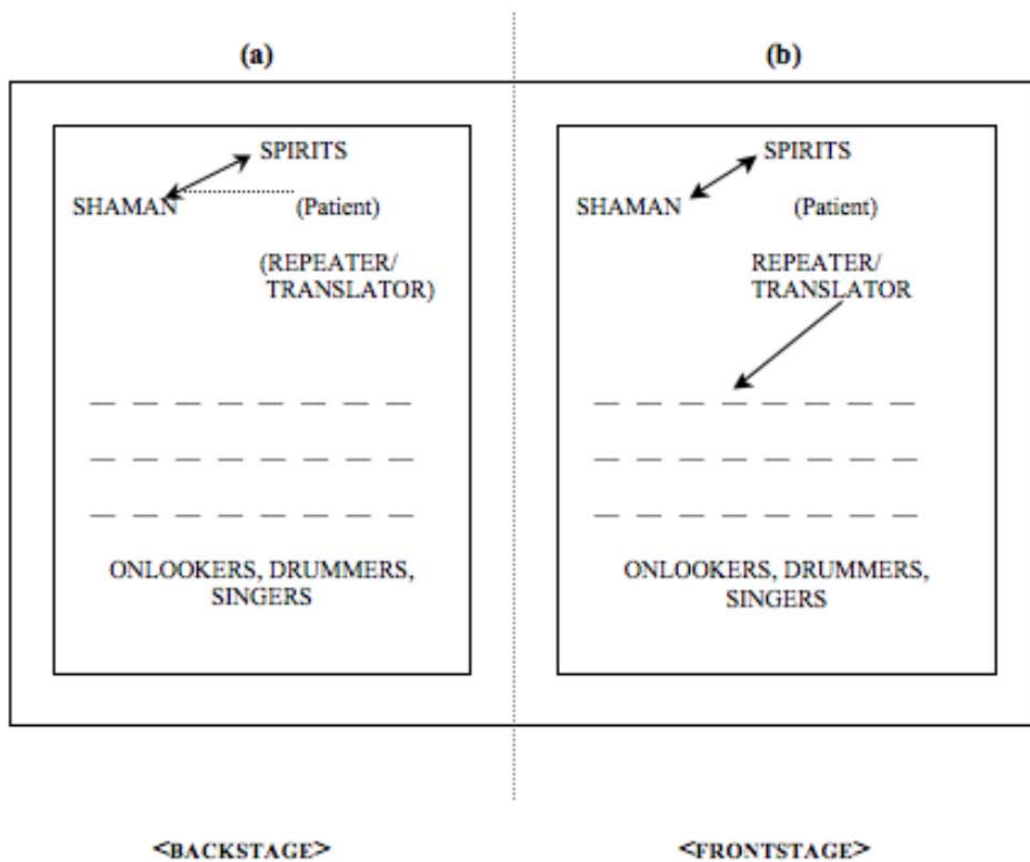 (a)
SPIRITS
SHAMAN
(Patient)
(REPEATER/
TRANSLATOR)
ONLOOKERS, DRUMMERS,
SINGERS
<BACKSTAGE>
(b)
SPIRITS
SHAMAN
(Patient)
REPEATER/
TRANSLATOR
ONLOOKERS, DRUMMERS,
SINGERS
<FRONTSTAGE>